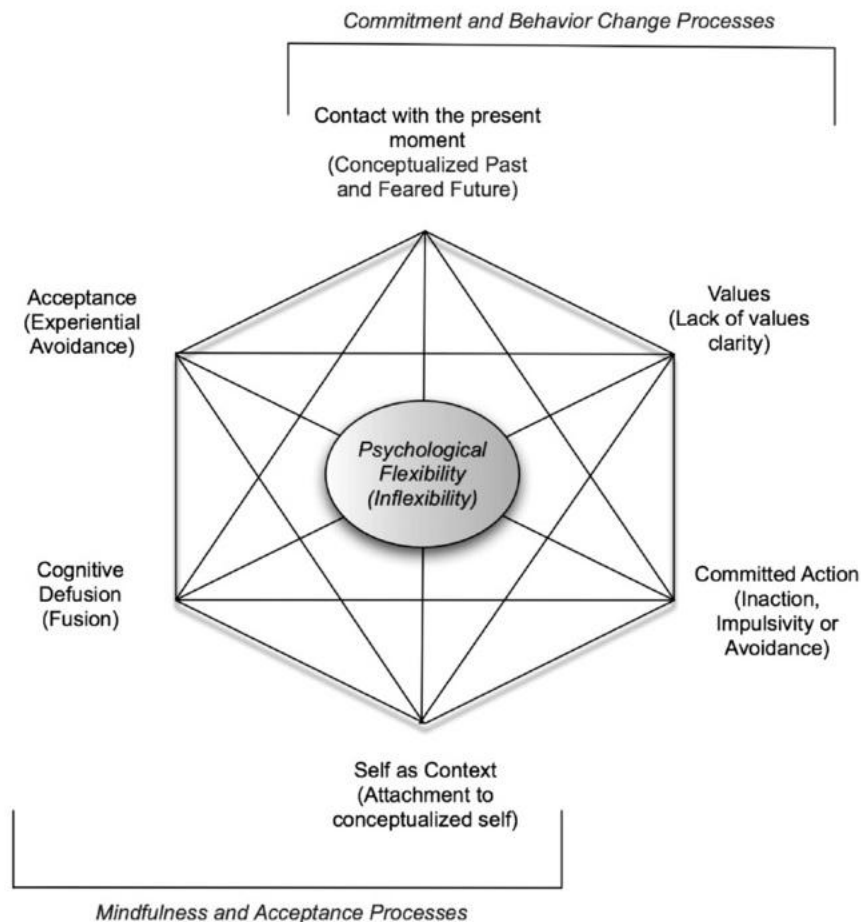 Commitment and Behavior Change Processes
Contact with the present
moment
(Conceptualized Past
and Feared Future)
Acceptance
(Experiential
Avoidance)
Values
(Lack of values
clarity)
Psychological
Flexibility
(Inflexibility)
Cognitive
Defusion
(Fusion)
Committed Action
(Inaction,
Impulsivity or
Avoidance)
Self as Context
(Attachment to
conceptualized self)
Mindfulness and Acceptance Processes